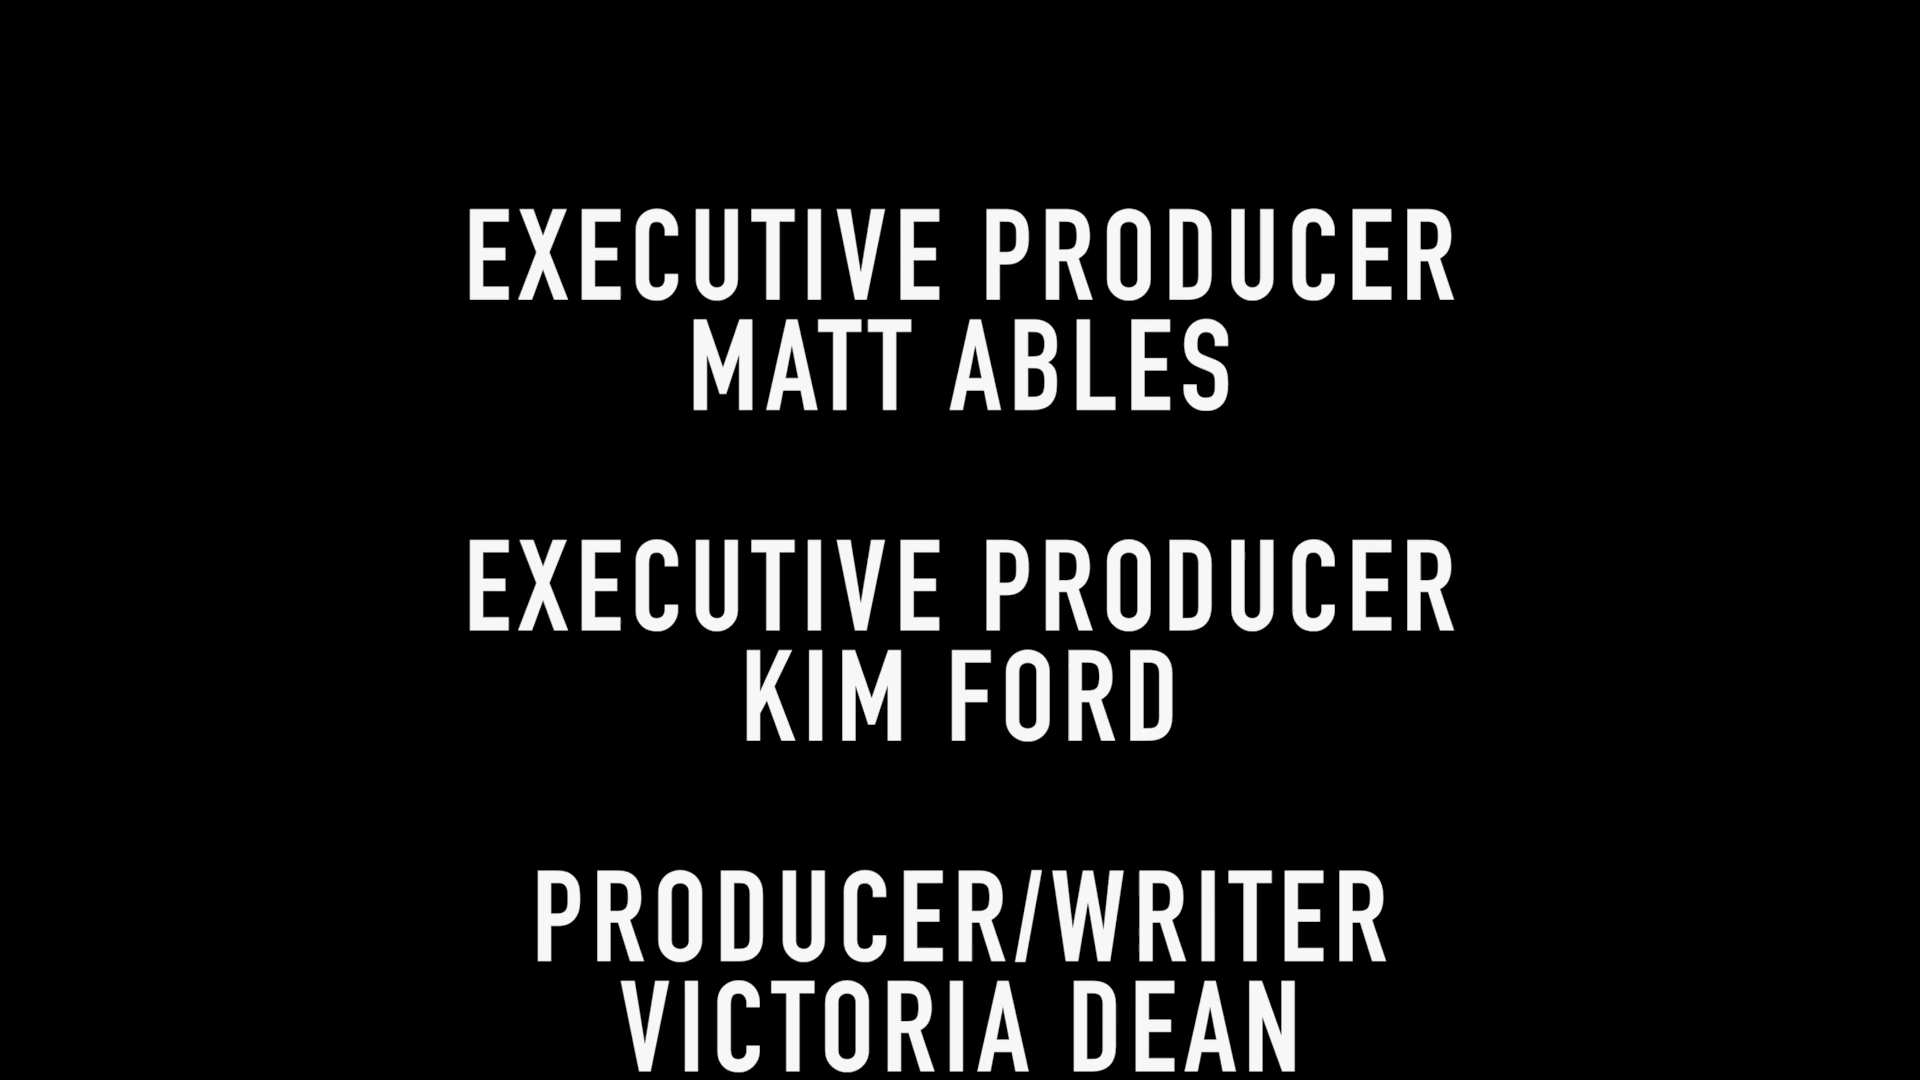 EXECUTIVE PRODUCER
MATT ABLES
EXECUTIVE PRODUCER
KIM FORD
PRODUCER/WRITER
VICTORIA DEAN